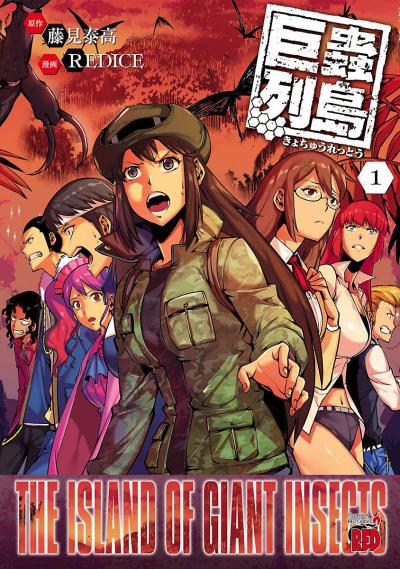 原作
藤見泰高
漫画
REDICE
巨蟲
列島
きょちゅうれっとう
1
THE ISLAND OF GIANT INSECTS
RED